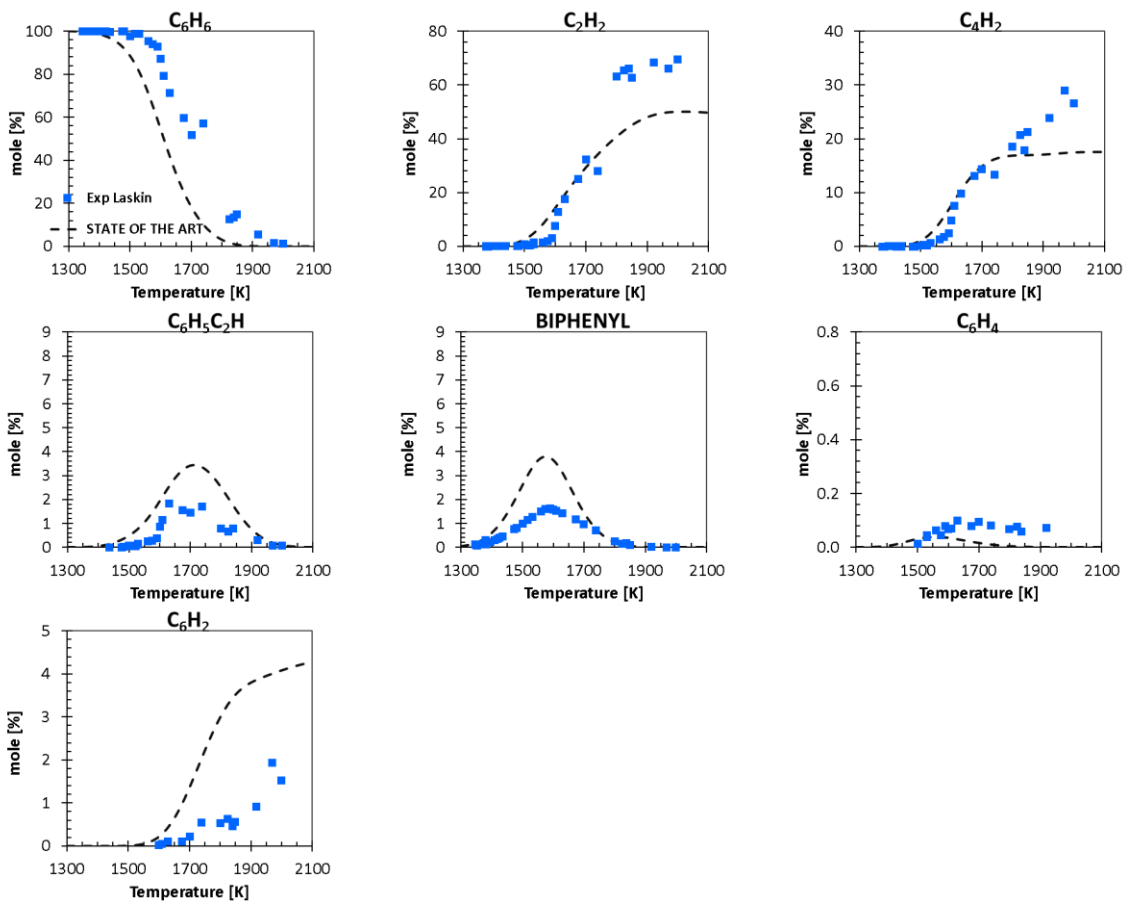 C₆H₆
mole [%]
100
80
60
40
20
0
Exp Laskin
STATE OF THE ART
1300 1500 1700 1900 2100
Temperature [K]
C₂H₂
mole [%]
80
60
40
20
0
1300 1500 1700 1900 2100
Temperature [K]
C₄H₂
mole [%]
40
30
20
10
0
1300 1500 1700 1900 2100
Temperature [K]
C₆H₅C₂H
mole [%]
9
8
7
6
5
4
3
2
1
0
1300 1500 1700 1900 2100
Temperature [K]
BIPHENYL
mole [%]
9
8
7
6
5
4
3
2
1
0
1300 1500 1700 1900 2100
Temperature [K]
C₆H₄
mole [%]
0.8
0.6
0.4
0.2
0.0
1300 1500 1700 1900 2100
Temperature [K]
C₆H₂
mole [%]
5
4
3
2
1
0
1300 1500 1700 1900 2100
Temperature [K]